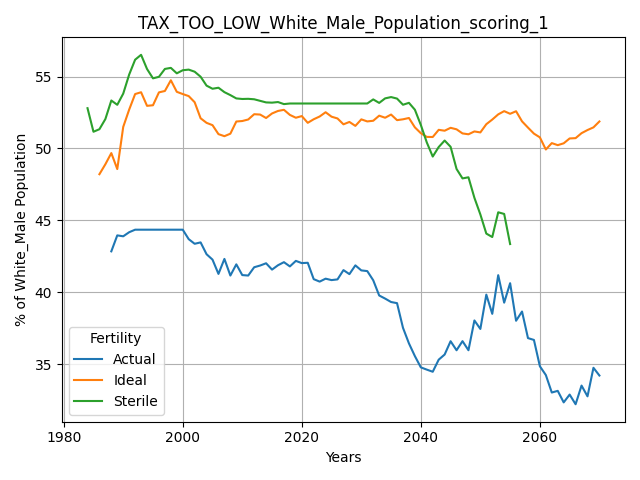 TAX_TOO_LOW_White_Male_Population_scoring_1
% of White_Male Population
55
50
45
40
35
Fertility
Actual
Ideal
Sterile
1980
2000
2020
2040
2060
Years